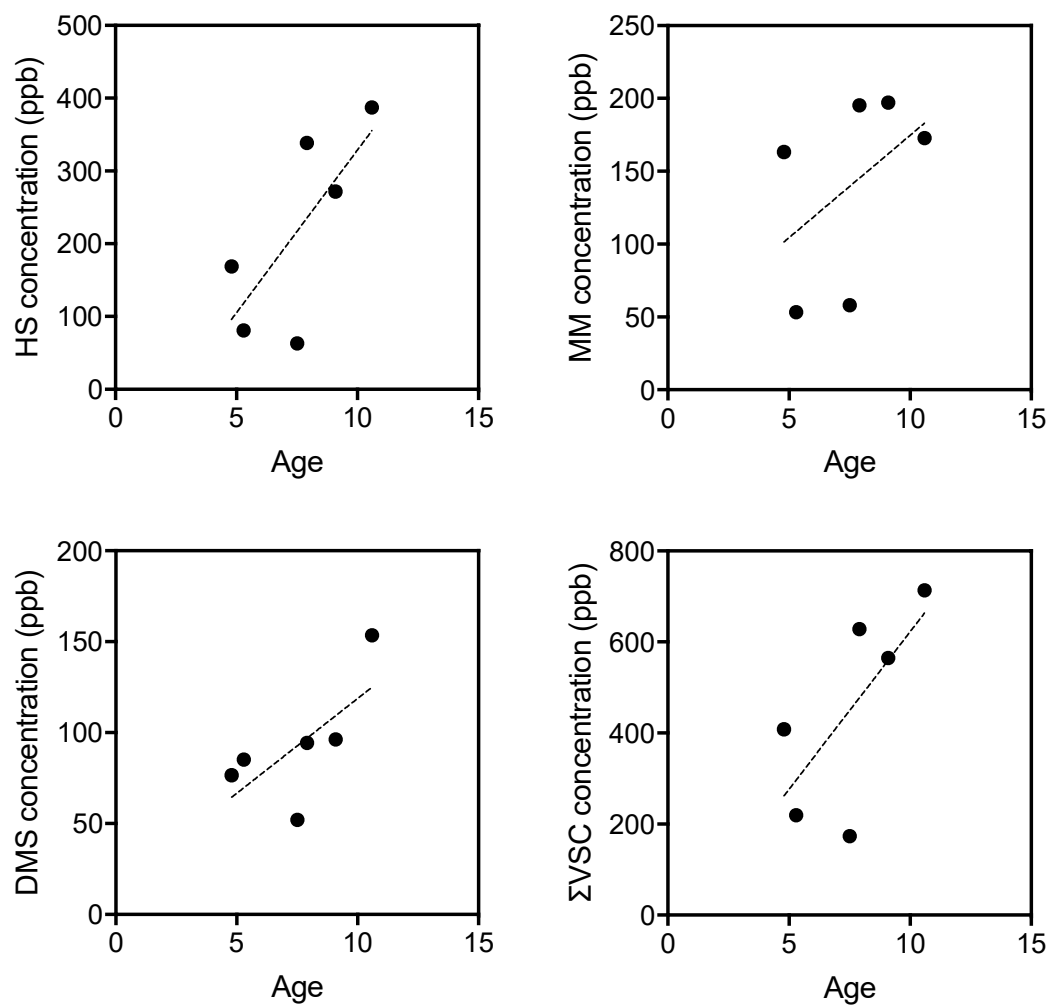 HS concentration (ppb)
500
400
300
200
100
0
0 5 10 15
Age
MM concentration (ppb)
250
200
150
100
50
0
0 5 10 15
Age
DMS concentration (ppb)
200
150
100
50
0
0 5 10 15
Age
ΣVSC concentration (ppb)
800
600
400
200
0
0 5 10 15
Age